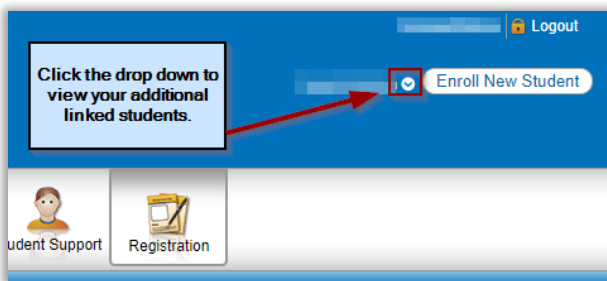 Logout
Click the drop down to
view your additional
linked students.
Enroll New Student
udent Support
Registration